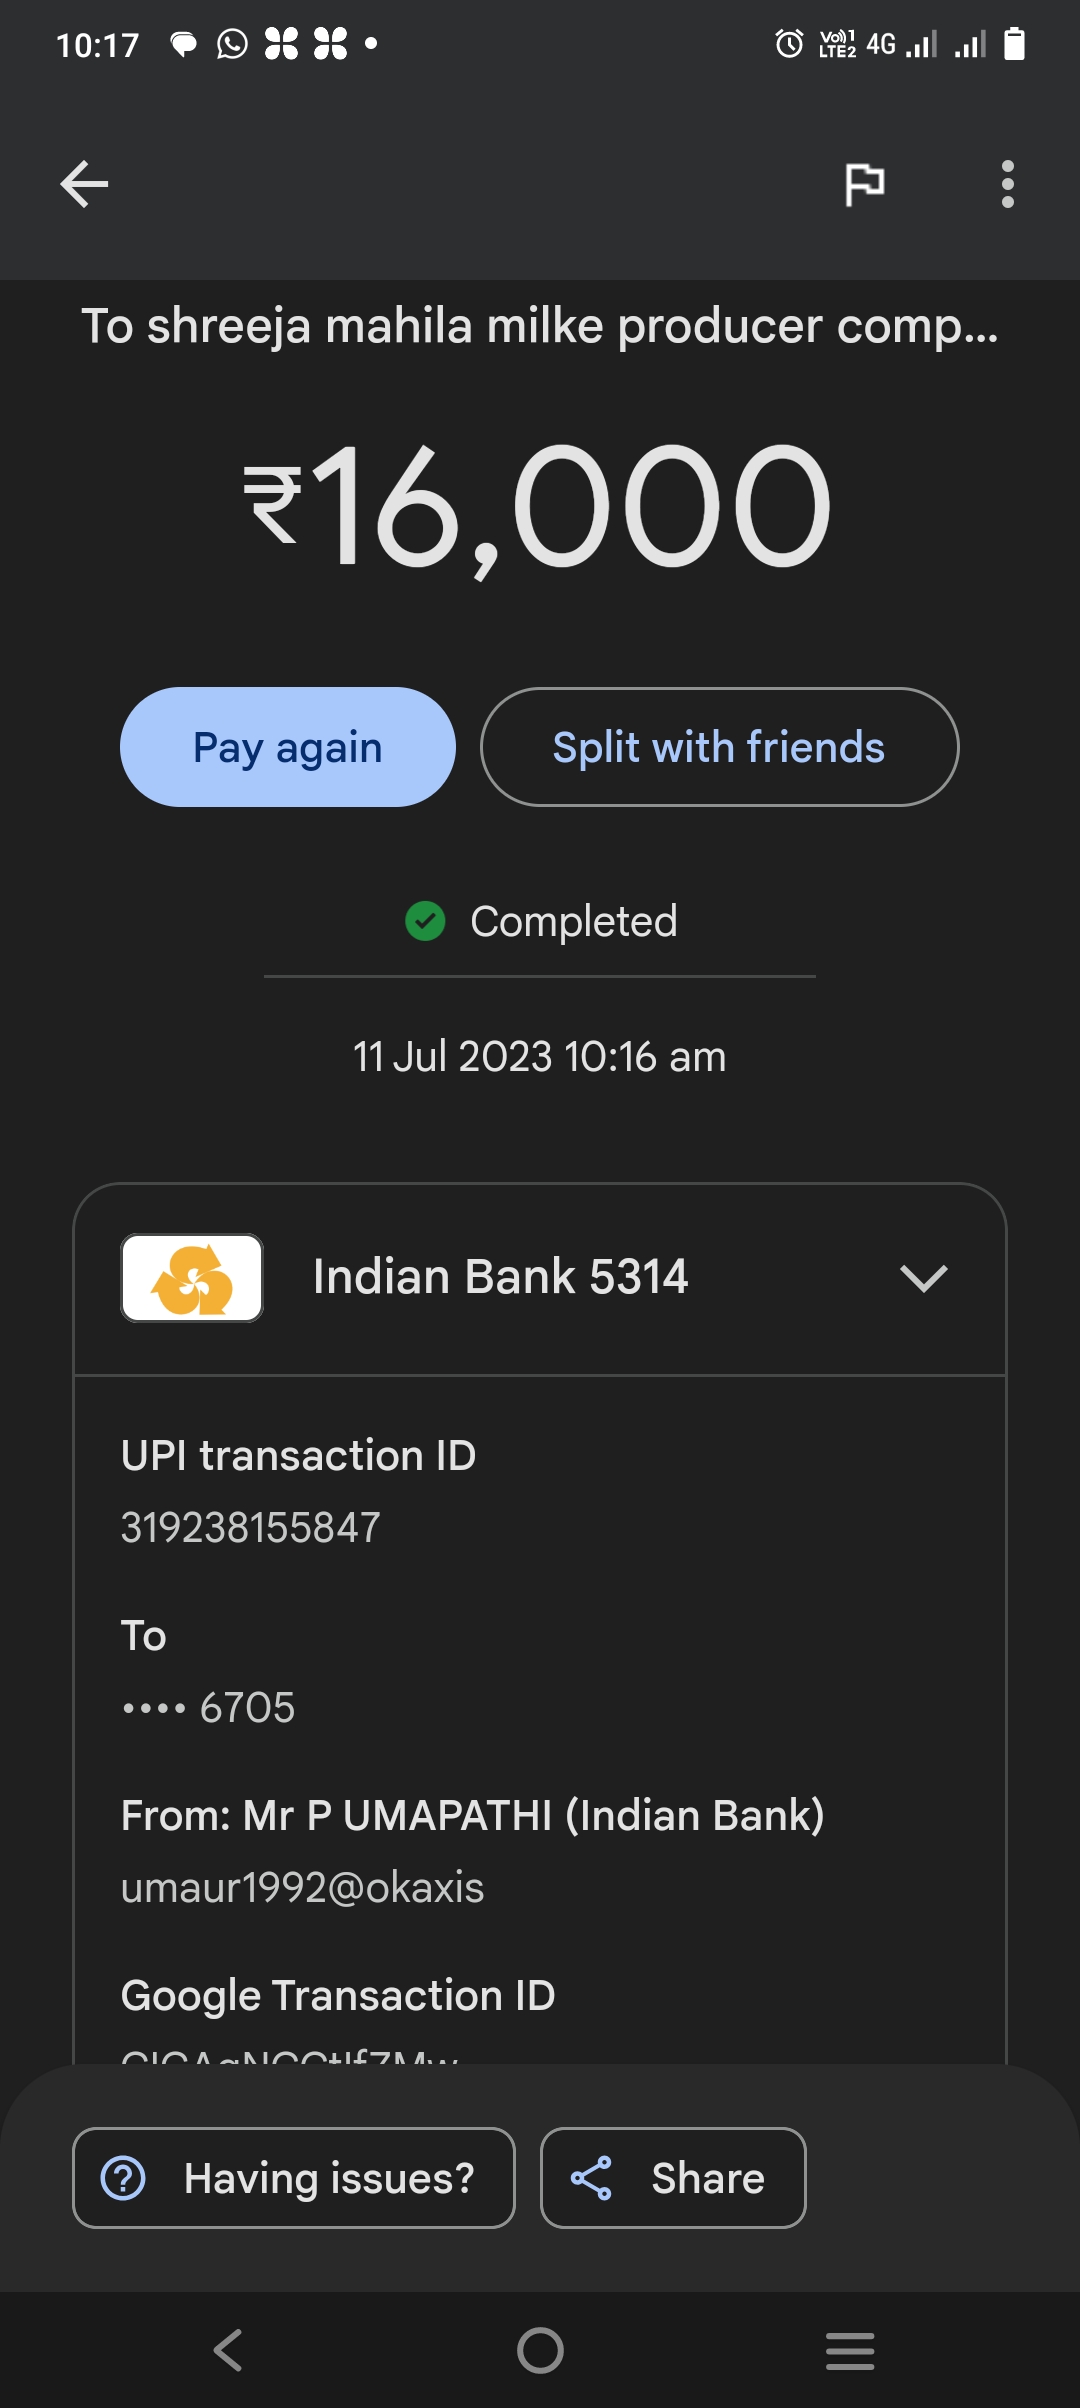 10:17
Vo)) 1
LTE2 4G
To shreeja mahila milke producer comp...
₹16,000
Pay again
Split with friends
Completed
11 Jul 2023 10:16 am
Indian Bank 5314
UPI transaction ID
319238155847
To
•••• 6705
From: Mr P UMAPATHI (Indian Bank)
umaur1992@okaxis
Google Transaction ID
Having issues?
Share